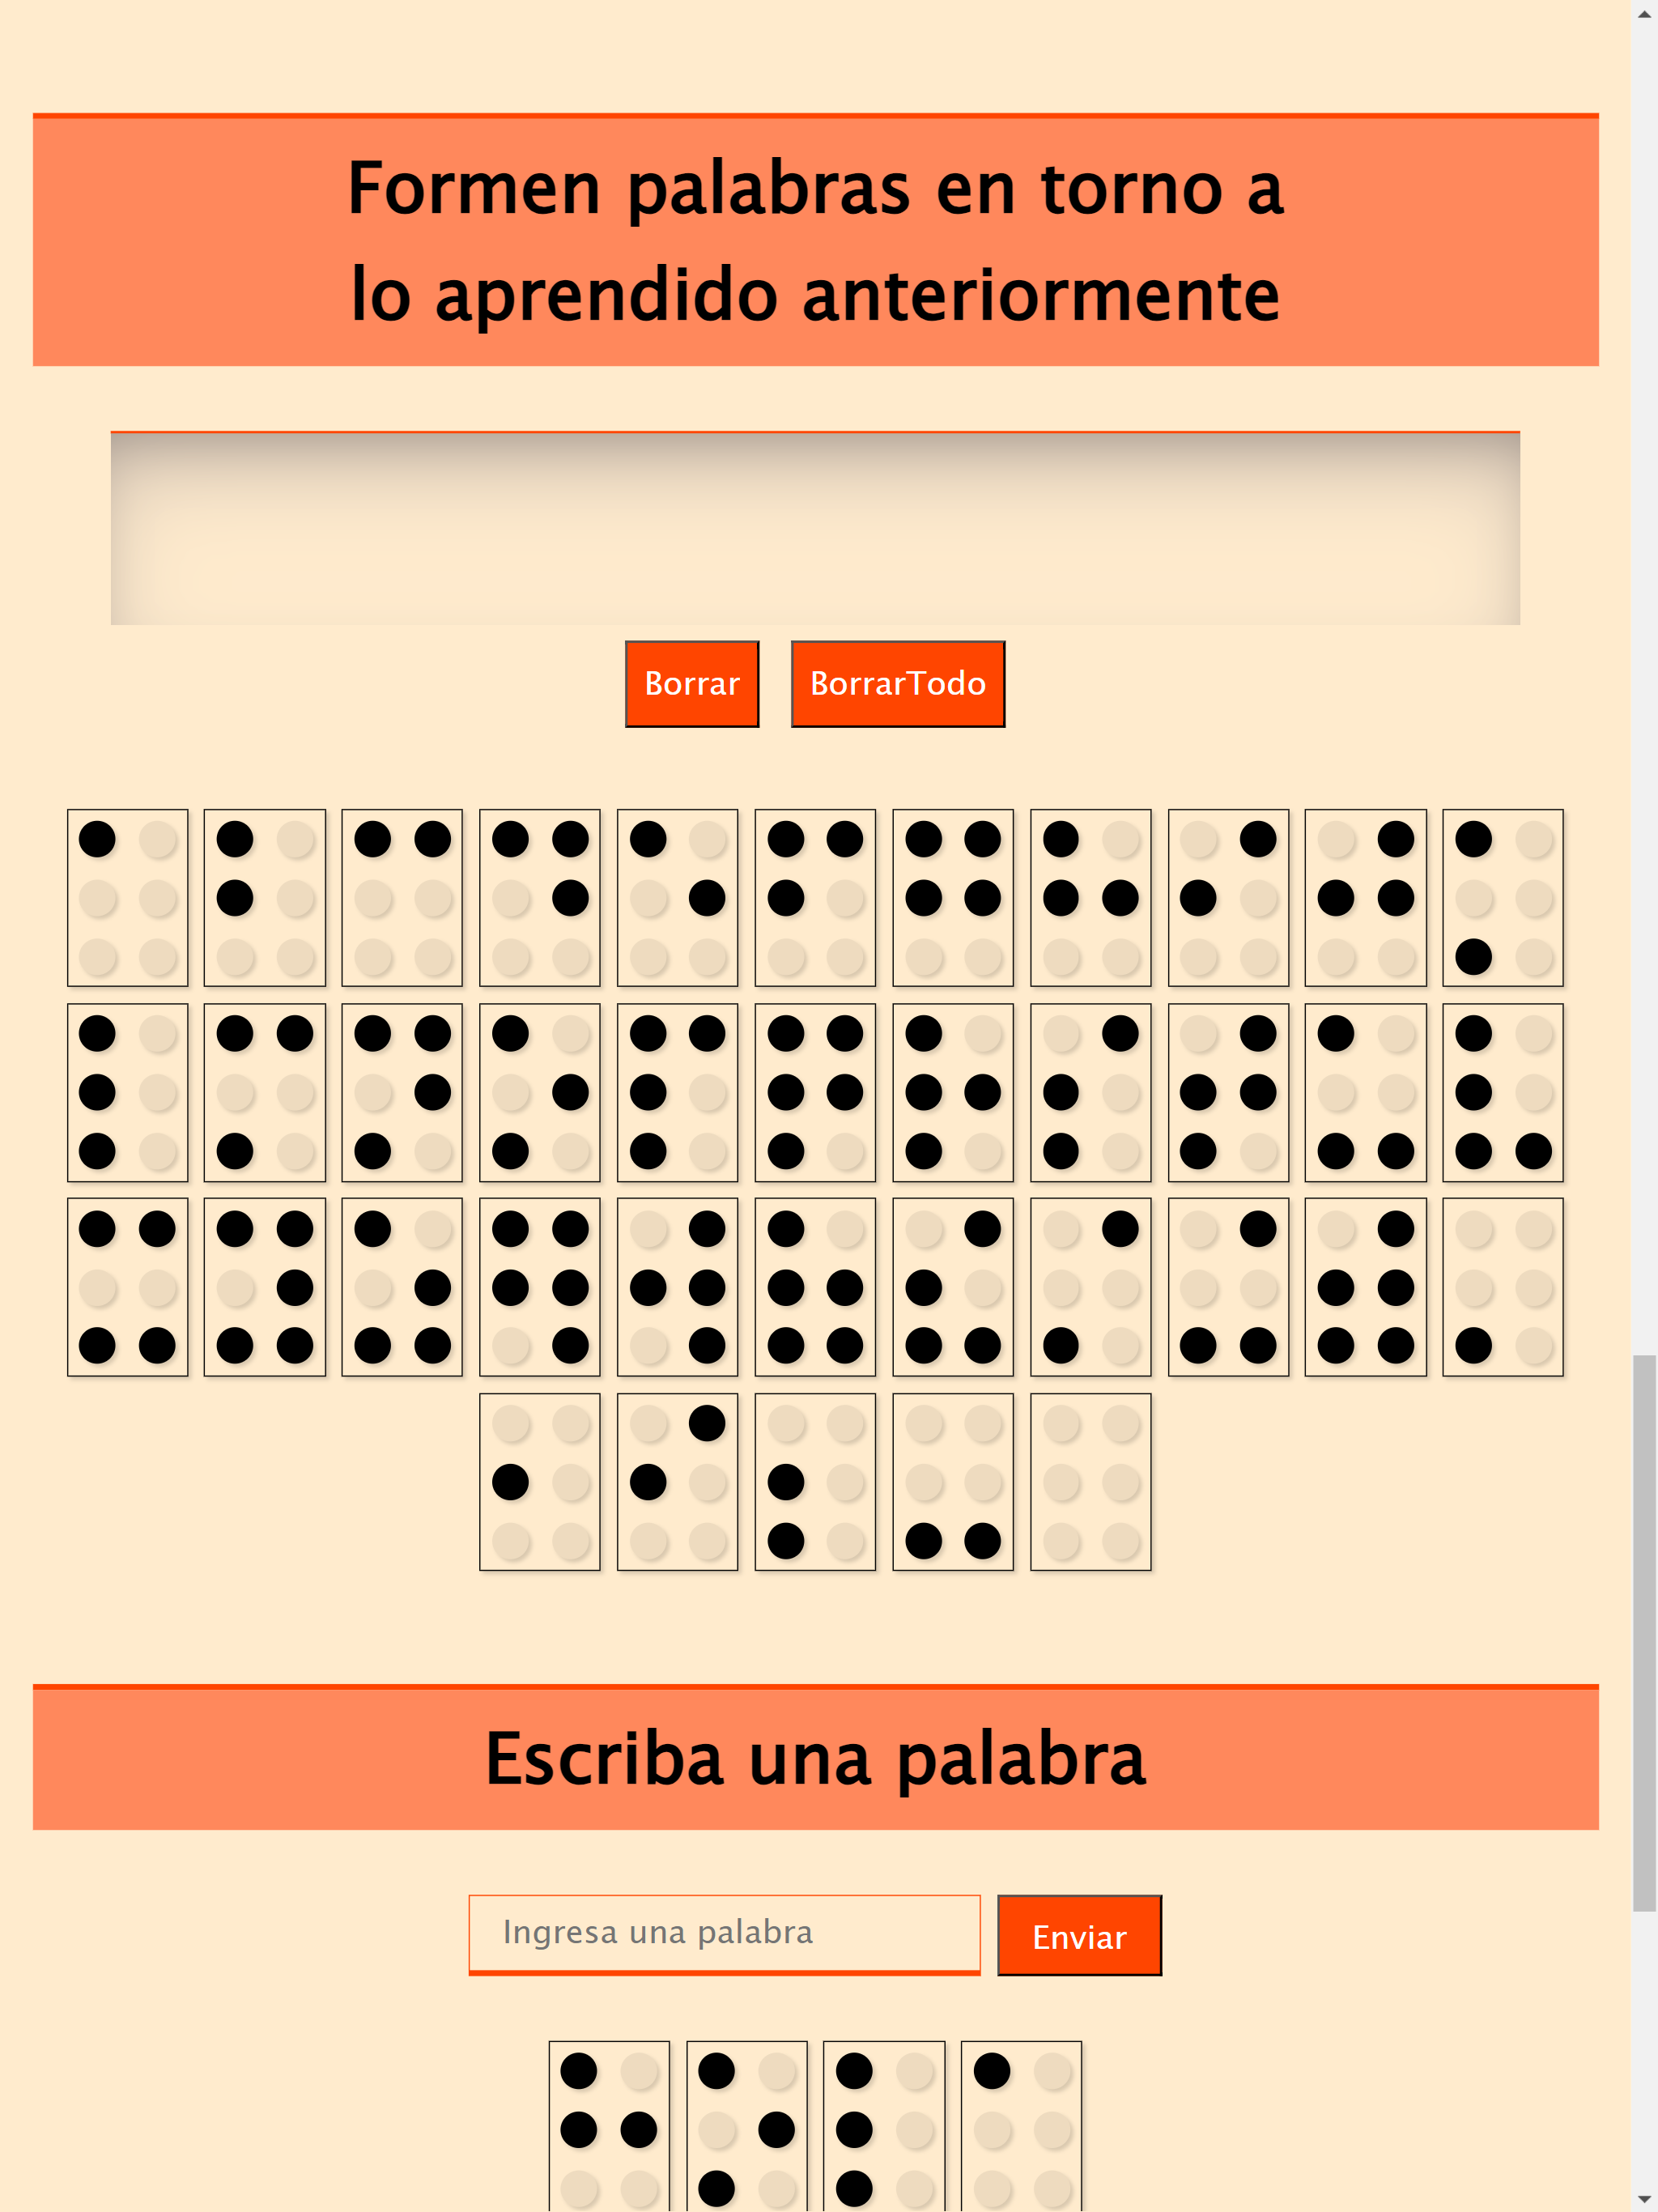 Formen palabras en torno a
lo aprendido anteriormente
Borrar BorrarTodo
⠁ ⠃ ⠉ ⠙ ⠑ ⠋ ⠛ ⠓ ⠊ ⠚ ⠅
⠇ ⠍ ⠝ ⠕ ⠏ ⠟ ⠗ ⠎ ⠞ ⠥ ⠧
⠭ ⠽ ⠵ ⠻ ⠺ ⠷ ⠮ ⠌ ⠬ ⠾ ⠄
⠂ ⠊ ⠆ ⠤ ⠀
Escriba una palabra
Ingresa una palabra Enviar
⠓ ⠕ ⠇ ⠁